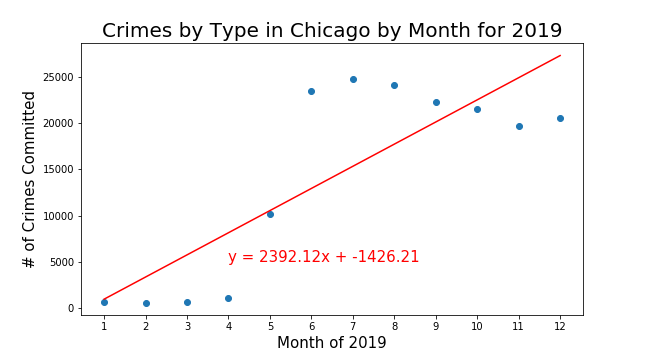 Crimes by Type in Chicago by Month for 2019
# of Crimes Committed
25000
20000
15000
10000
5000
0
y = 2392.12x + -1426.21
1 2 3 4 5 6 7 8 9 10 11 12
Month of 2019